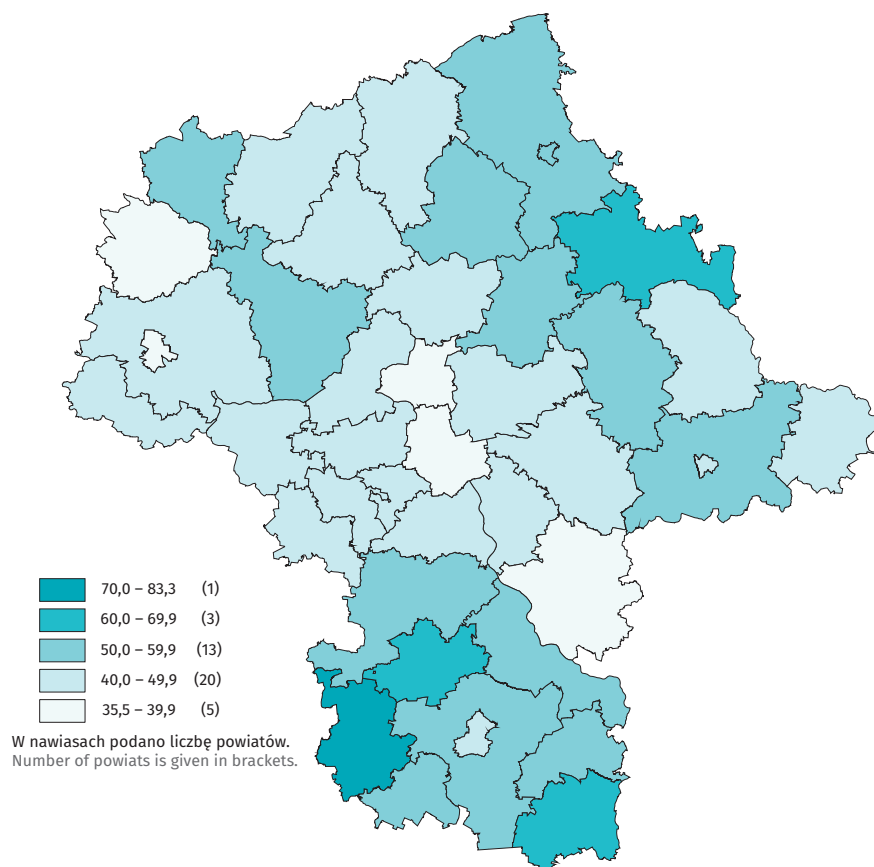 70,0 – 83,3 (1)
60,0 – 69,9 (3)
50,0 – 59,9 (13)
40,0 – 49,9 (20)
35,5 – 39,9 (5)
W nawiasach podano liczbę powiatów.
Number of powiats is given in brackets.